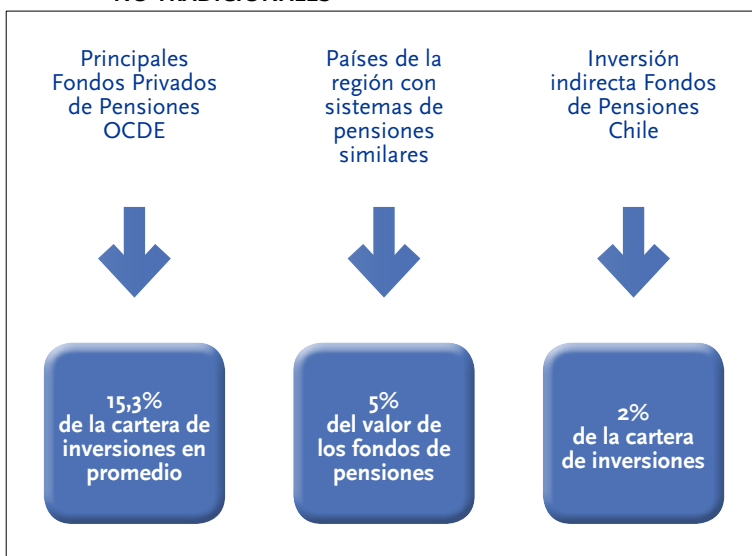 NO TRADICIONALES
Principales
Fondos Privados
de Pensiones
OCDE
Países de la
región con
sistemas de
pensiones
similares
Inversión
indirecta Fondos
de Pensiones
Chile
15,3%
de la cartera de
inversiones en
promedio
5%
del valor de
los fondos de
pensiones
2%
de la cartera
de inversiones